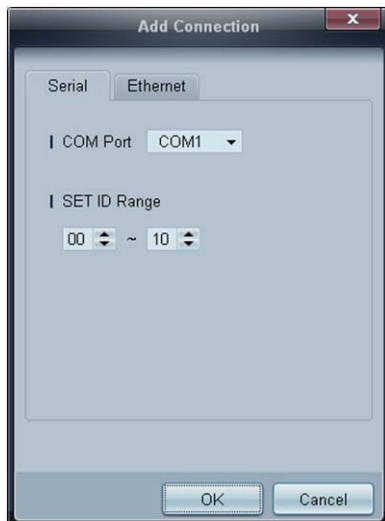 Add Connection
x
Serial Ethernet
COM Port COM1
SET ID Range
00 ~ 10
OK Cancel